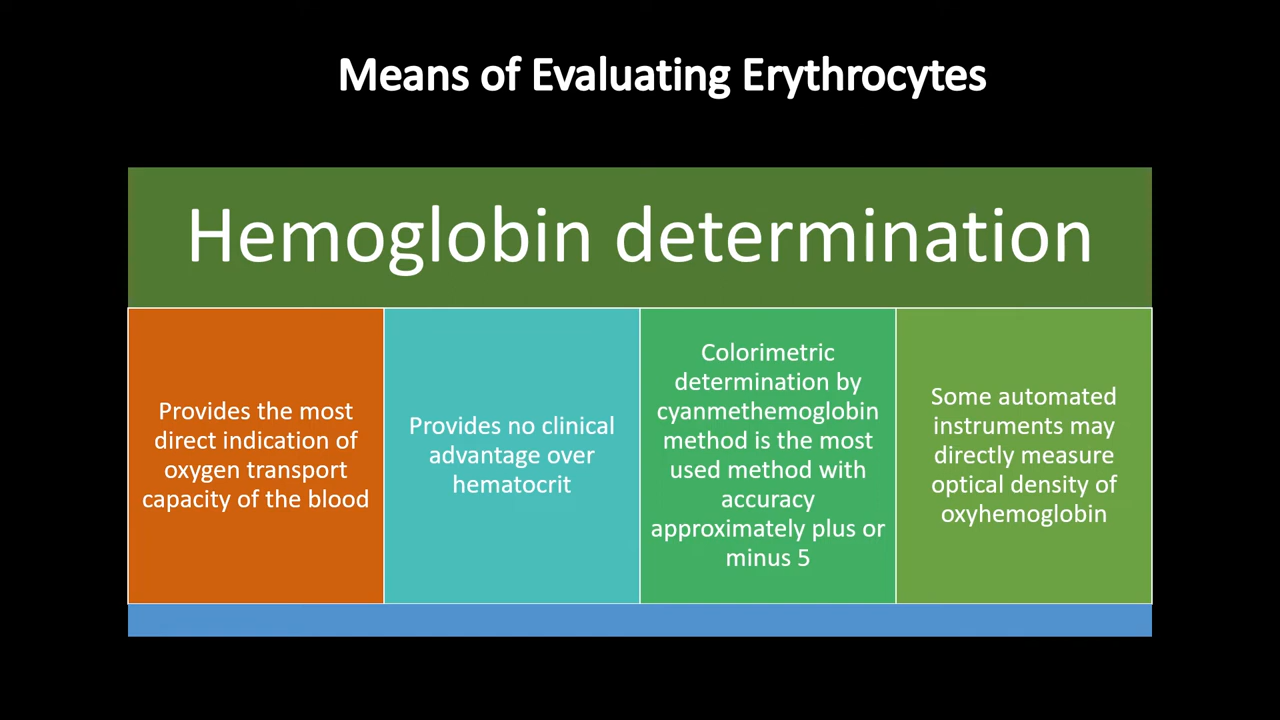 Means of Evaluating Erythrocytes
Hemoglobin determination
Provides the most
direct indication of
oxygen transport
capacity of the blood
Provides no clinical
advantage over
hematocrit
Colorimetric
determination by
cyanmethemoglobin
method is the most
used method with
accuracy
approximately plus or
minus 5
Some automated
instruments may
directly measure
optical density of
oxyhemoglobin